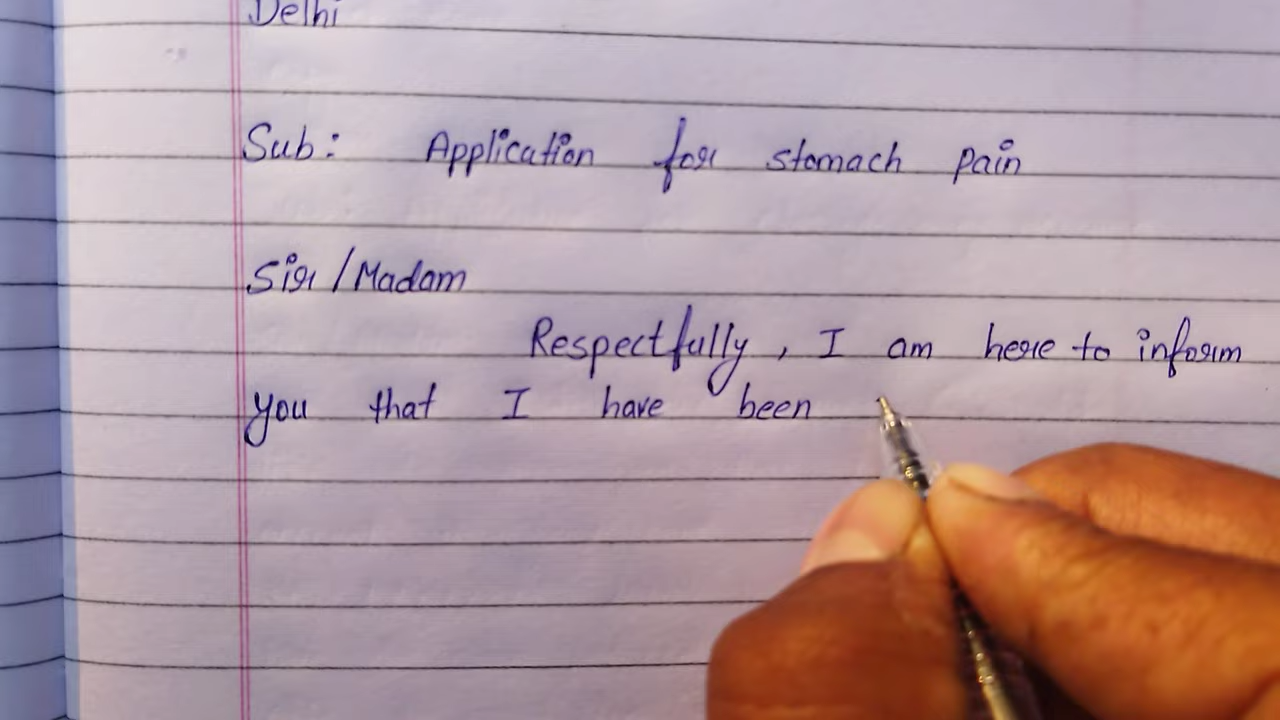 Delhi
Sub: Application for stomach pain
Sir/Madam
Respectfully, I am here to inform
you that I have been